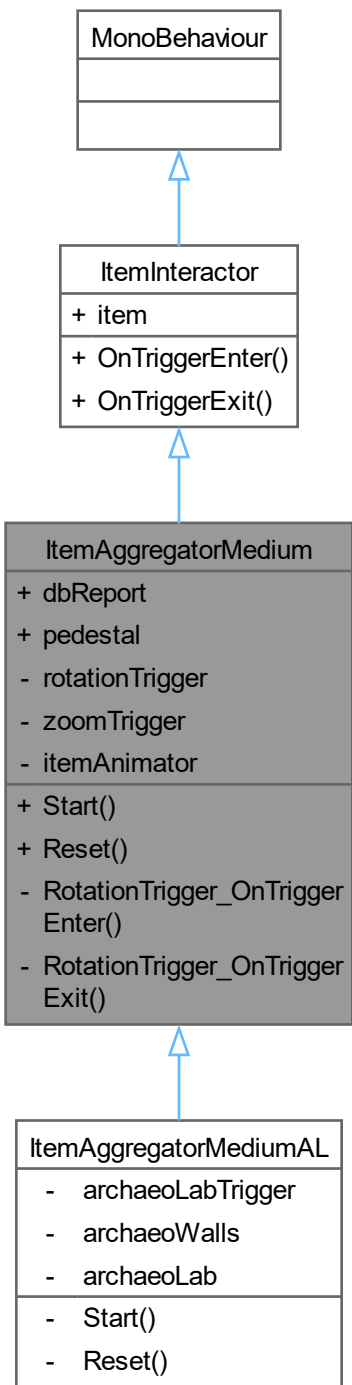 MonoBehaviour
ItemInteractor
+ item
+ OnTriggerEnter()
+ OnTriggerExit()
ItemAggregatorMedium
+ dbReport
+ pedestal
- rotationTrigger
- zoomTrigger
- itemAnimator
+ Start()
+ Reset()
- RotationTrigger_OnTrigger
Enter()
- RotationTrigger_OnTrigger
Exit()
ItemAggregatorMediumAL
- archaeoLabTrigger
- archaeoWalls
- archaeoLab
- Start()
- Reset()